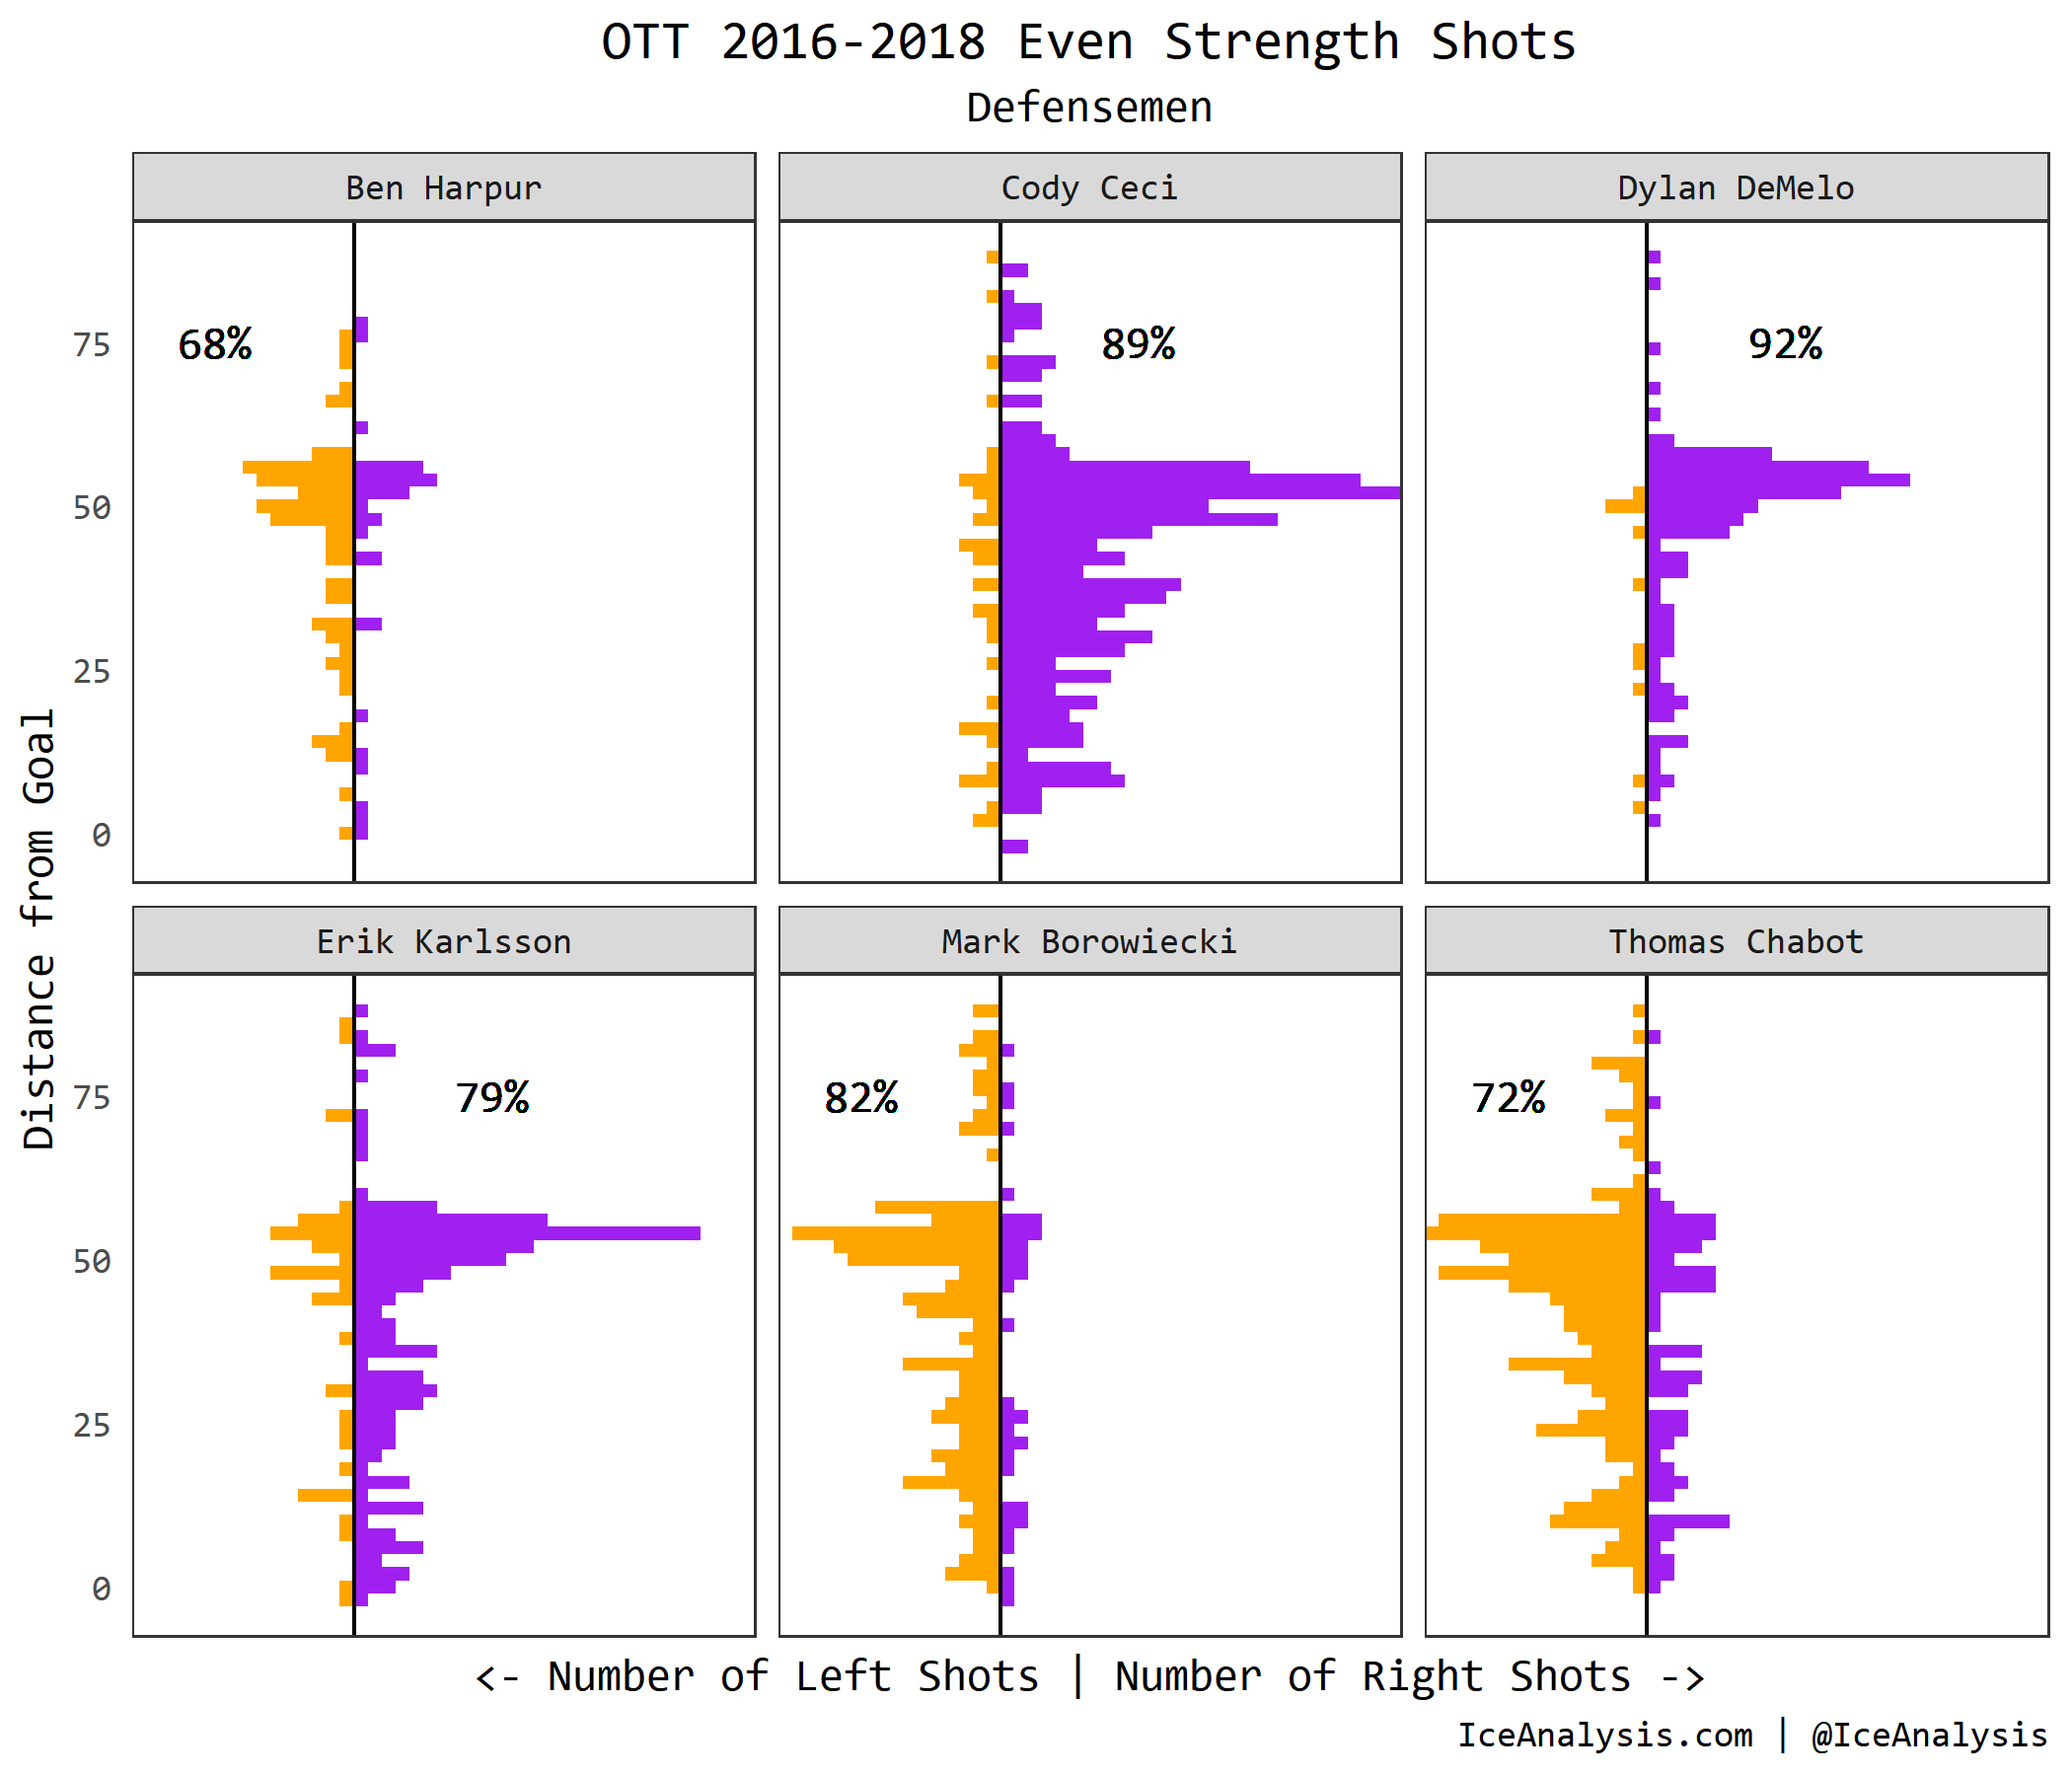 OTT 2016-2018 Even Strength Shots
Defensemen
Ben Harpur
Cody Ceci
Dylan DeMelo
75
50
25
0
68%
89%
92%
Distance from Goal
Erik Karlsson
Mark Borowiecki
Thomas Chabot
75
50
25
0
79%
82%
72%
<- Number of Left Shots | Number of Right Shots ->
IceAnalysis.com | @IceAnalysis